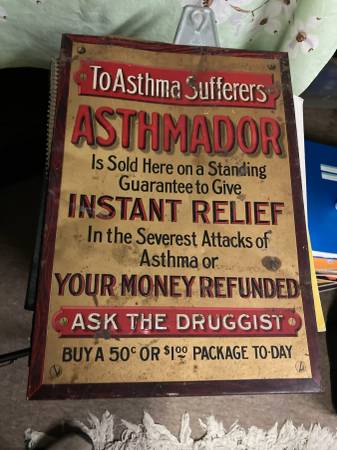 To Asthma Sufferers
ASTHMADOR
Is Sold Here on a Standing
Guarantee to Give
INSTANT RELIEF
In the Severest Attacks of
Asthma or
YOUR MONEY REFUNDED
ASK THE DRUGGIST
BUY A 50¢ OR $1.00 PACKAGE TO-DAY